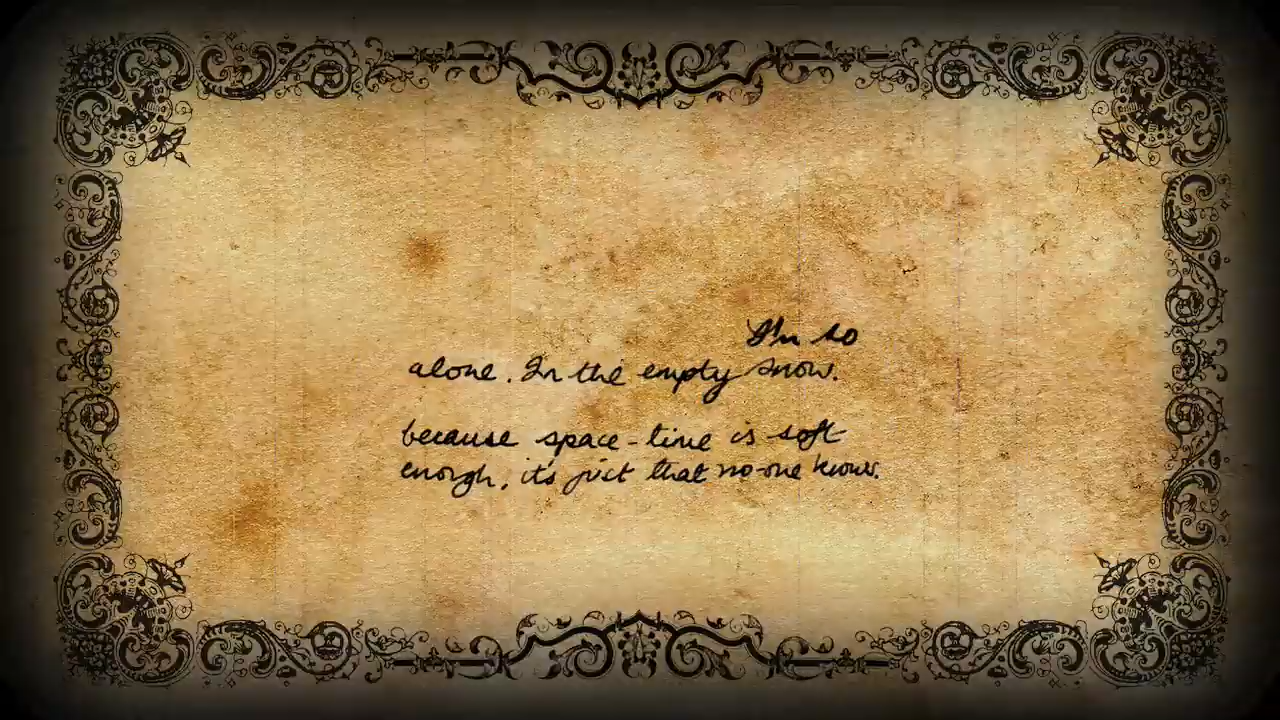 I'm so
alone. In the empty snow.
because space-time is soft
enough, it's just that no-one knows.